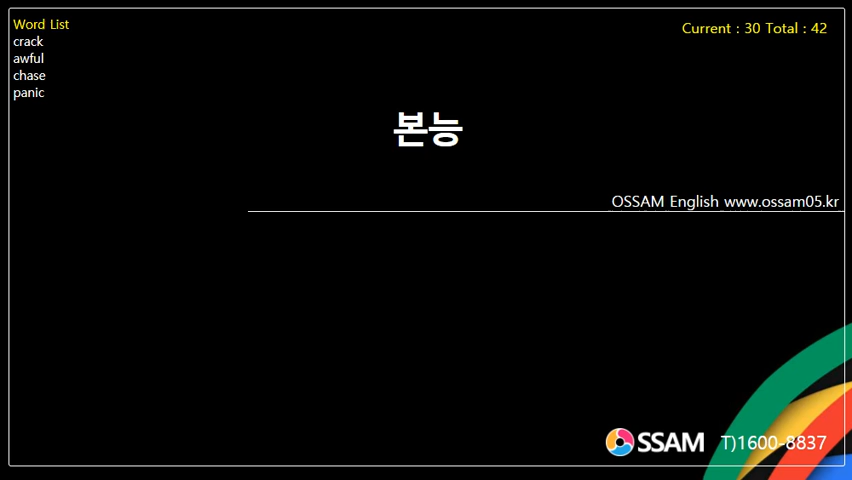 Word List
Current : 30 Total : 42
crack
awful
chase
panic
본능
OSSAM English www.ossam05.kr
OSSAM T)1600-8837